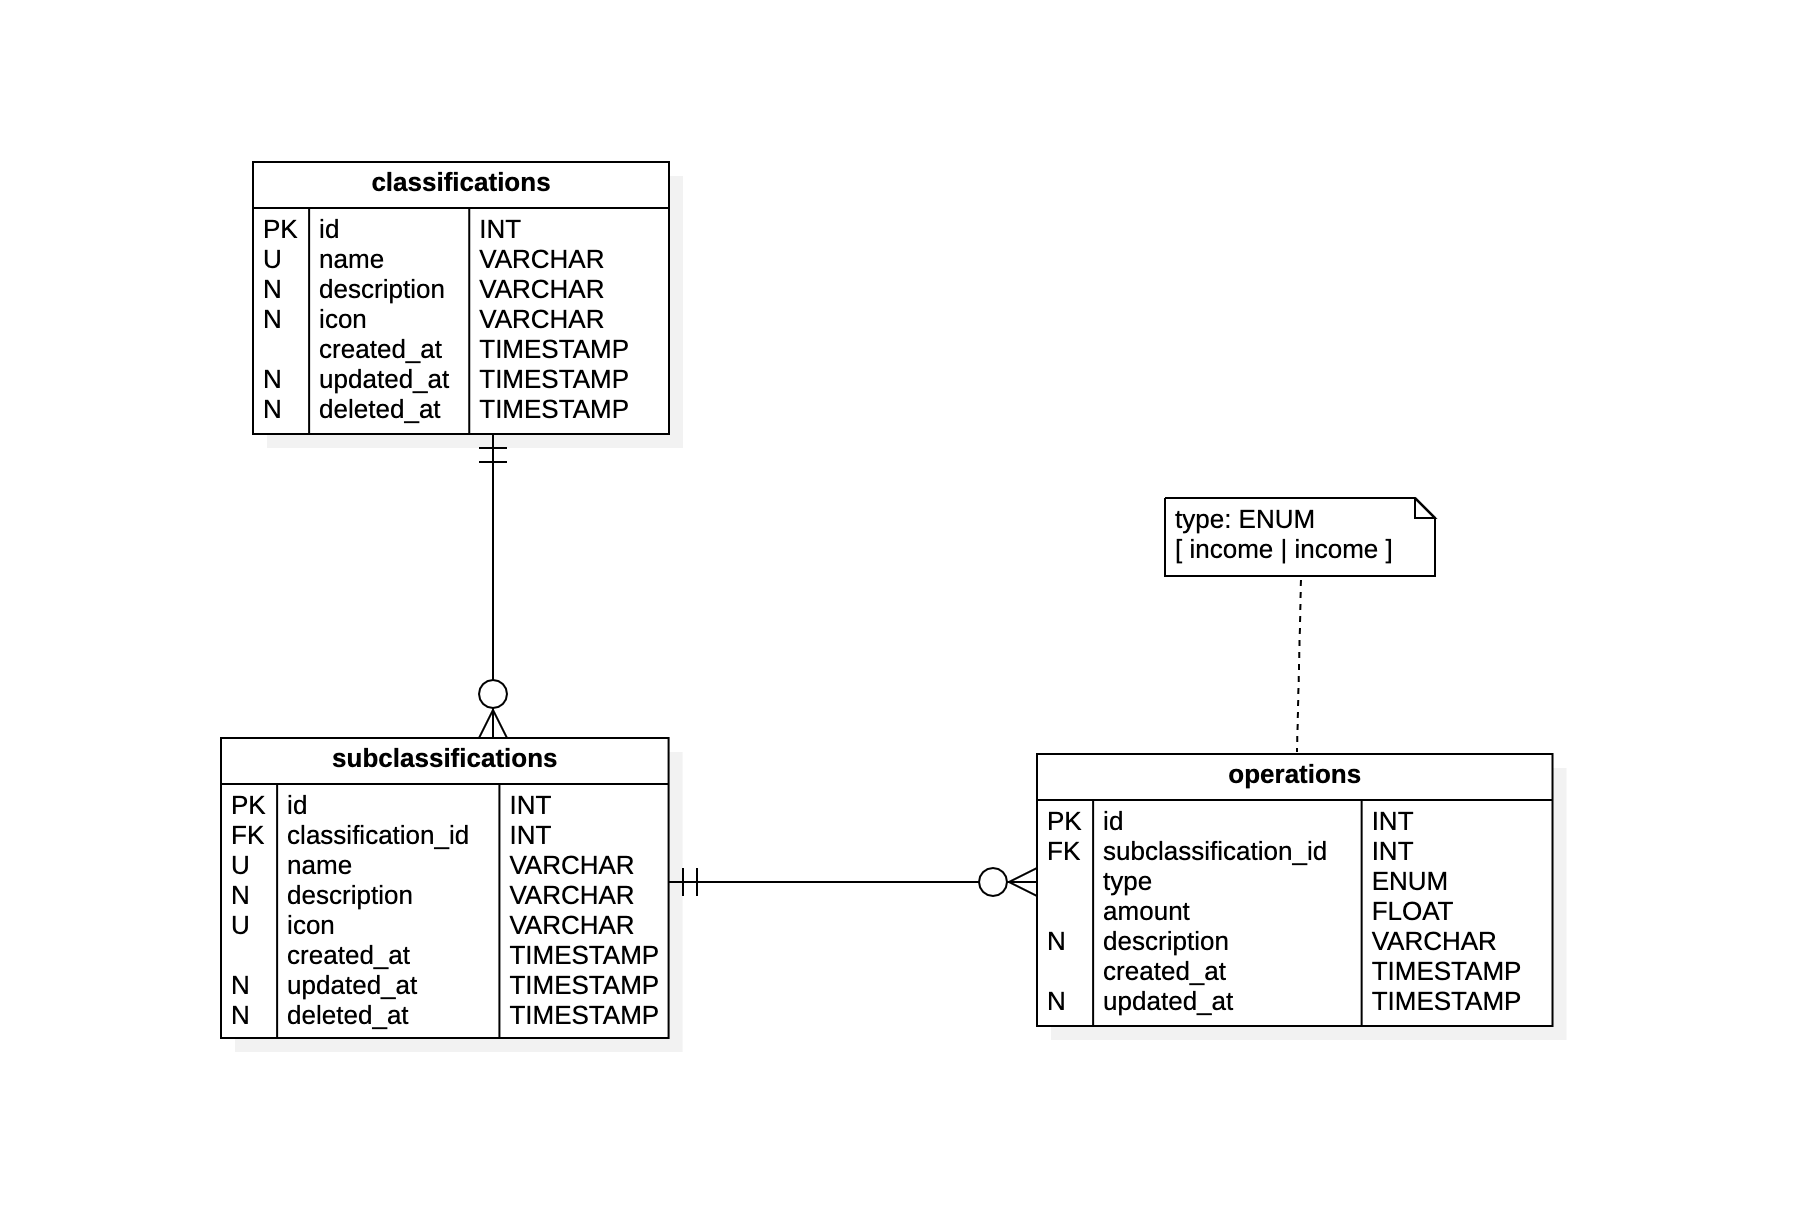 classifications
PK id INT
U name VARCHAR
N description VARCHAR
N icon VARCHAR
created_at TIMESTAMP
N updated_at TIMESTAMP
N deleted_at TIMESTAMP
type: ENUM
[ income | income ]
subclassifications
PK id INT
FK classification_id INT
U name VARCHAR
N description VARCHAR
U icon VARCHAR
created_at TIMESTAMP
N updated_at TIMESTAMP
N deleted_at TIMESTAMP
operations
PK id INT
FK subclassification_id INT
type ENUM
amount FLOAT
N description VARCHAR
created_at TIMESTAMP
N updated_at TIMESTAMP